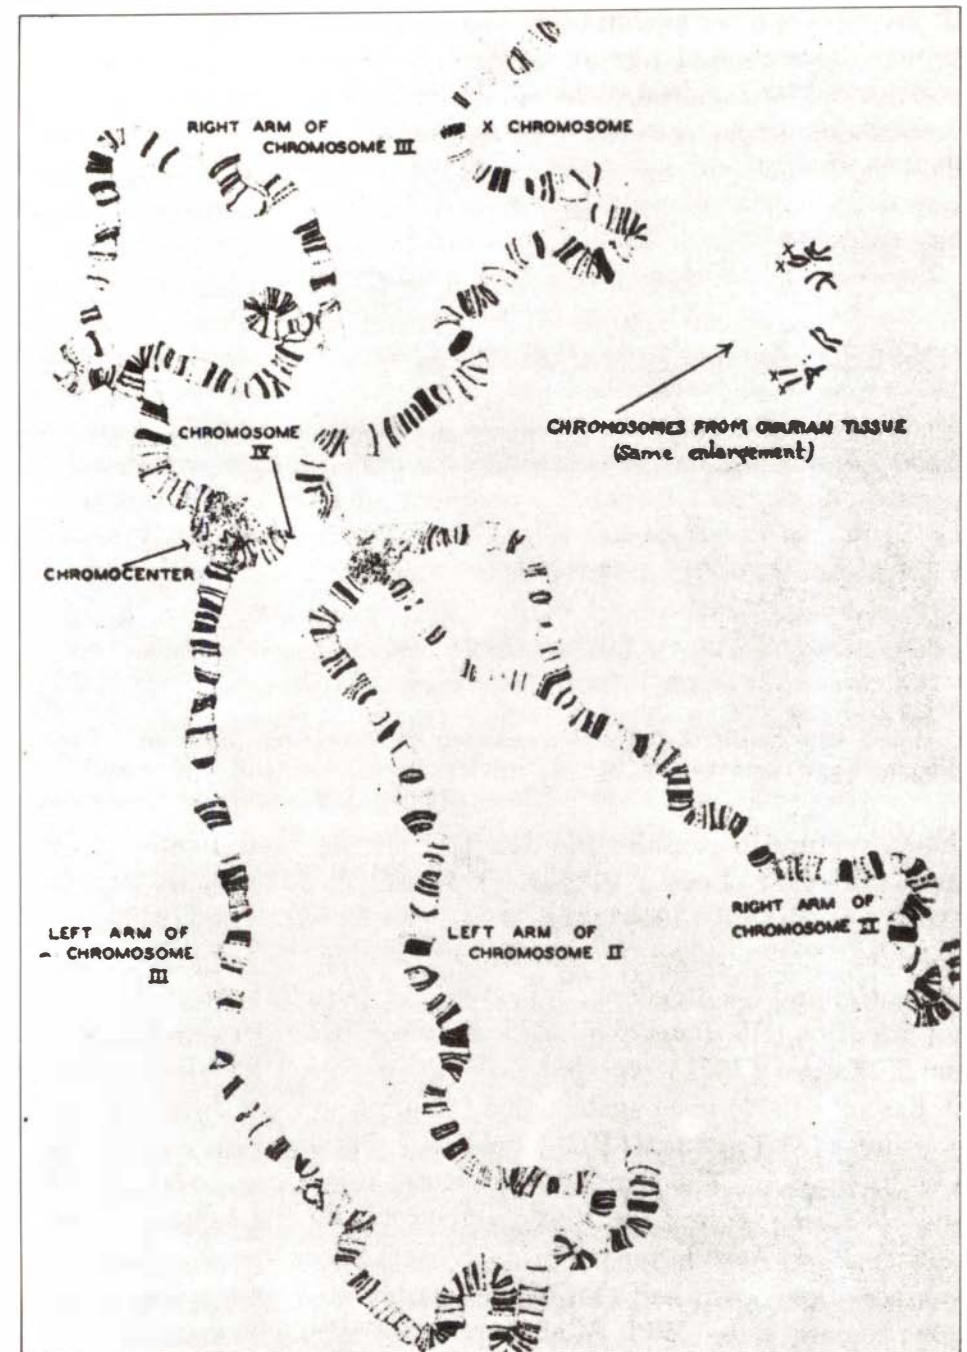 RIGHT ARM OF
CHROMOSOME III
X CHROMOSOME
CHROMOSOMES FROM OVARIAN TISSUE
(Same enlargement)
CHROMOSOME
IV
CHROMOCENTER
LEFT ARM OF
CHROMOSOME
III
LEFT ARM OF
CHROMOSOME II
RIGHT ARM OF
CHROMOSOME II
X
X
X
X